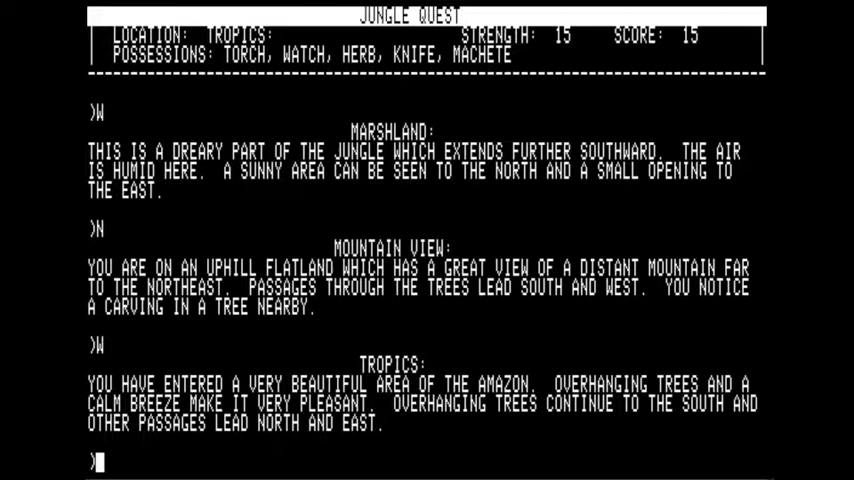 JUNGLE QUEST
LOCATION: TROPICS: STRENGTH: 15 SCORE: 15
POSSESSIONS: TORCH, WATCH, HERB, KNIFE, MACHETE
>W
MARSHLAND:
THIS IS A DREARY PART OF THE JUNGLE WHICH EXTENDS FURTHER SOUTHWARD. THE AIR
IS HUMID HERE. A SUNNY AREA CAN BE SEEN TO THE NORTH AND A SMALL OPENING TO
THE EAST.
>N
MOUNTAIN VIEW:
YOU ARE ON AN UPHILL FLATLAND WHICH HAS A GREAT VIEW OF A DISTANT MOUNTAIN FAR
TO THE NORTHEAST. PASSAGES THROUGH THE TREES LEAD SOUTH AND WEST. YOU NOTICE
A CARVING IN A TREE NEARBY.
>W
TROPICS:
YOU HAVE ENTERED A VERY BEAUTIFUL AREA OF THE AMAZON. OVERHANGING TREES AND A
CALM BREEZE MAKE IT VERY PLEASANT. OVERHANGING TREES CONTINUE TO THE SOUTH AND
OTHER PASSAGES LEAD NORTH AND EAST.
>